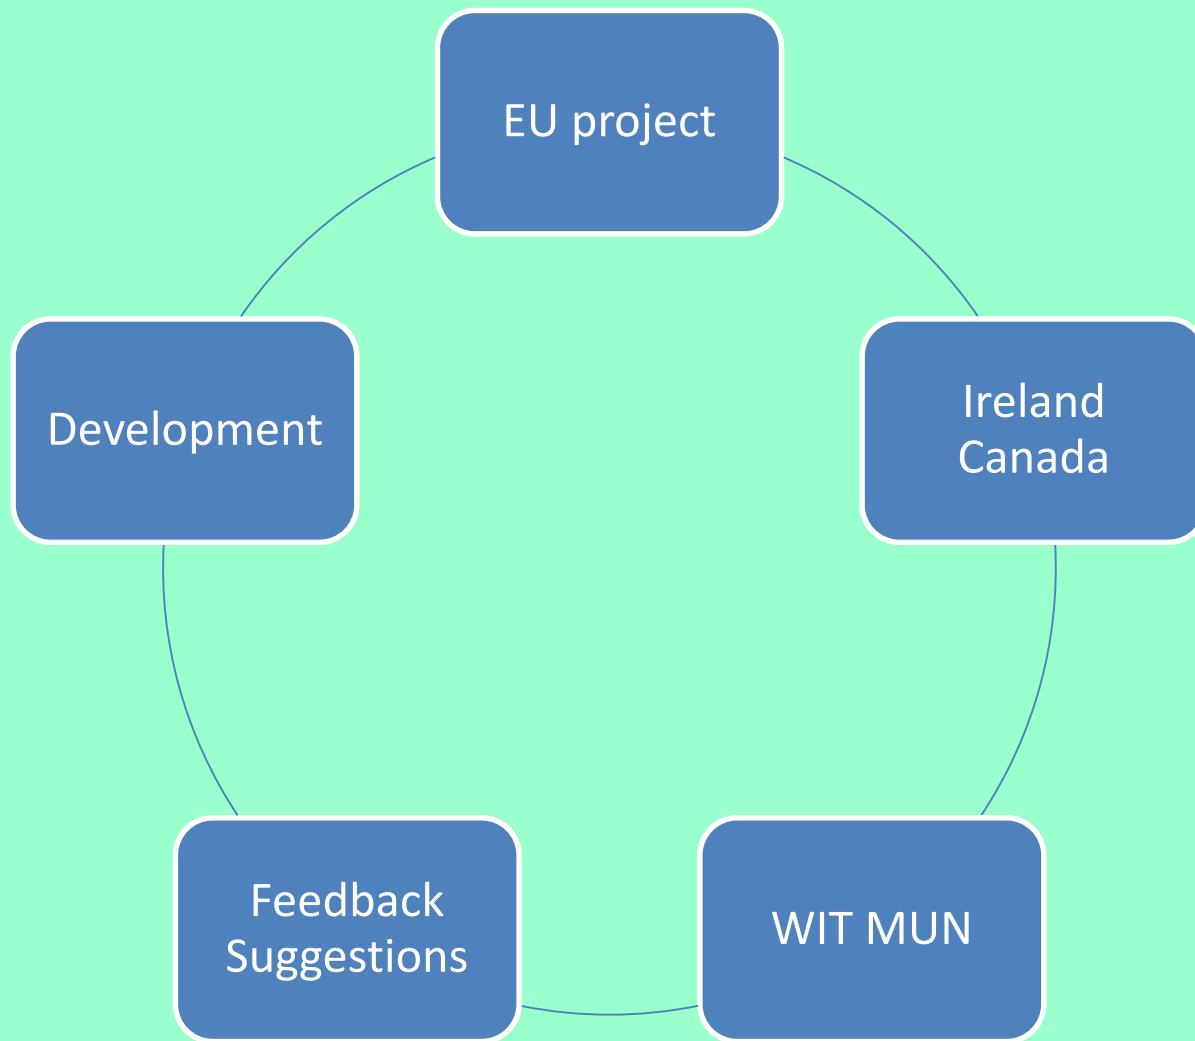 EU project
Ireland
Canada
WIT MUN
Feedback
Suggestions
Development